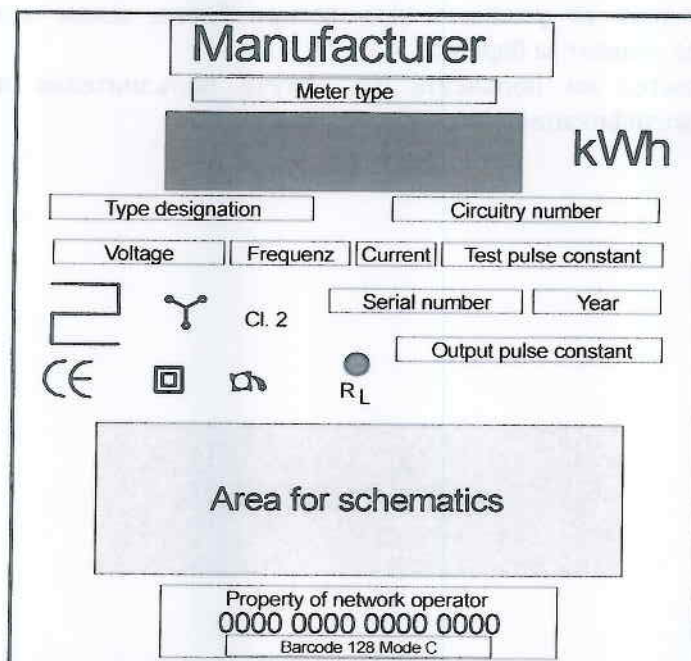 Manufacturer
Meter type
kWh
Type designation Circuitry number
Voltage Frequenz Current Test pulse constant
Cl. 2 Serial number Year
Output pulse constant
CE RL
Area for schematics
Property of network operator
0000 0000 0000 0000
Barcode 128 Mode C